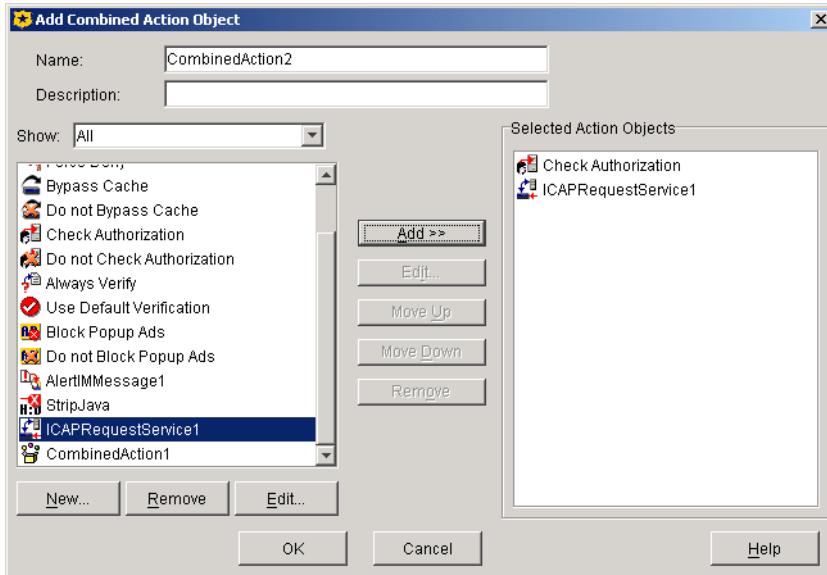 Add Combined Action Object
Name: CombinedAction2
Description:
Show: All
Bypass Cache
Do not Bypass Cache
Check Authorization
Do not Check Authorization
Always Verify
Use Default Verification
Block Popup Ads
Do not Block Popup Ads
AlertIMMessage1
StripJava
ICAPRequestService1
CombinedAction1
New...
Remove
Edit...
Add >>
Edit...
Move Up
Move Down
Remove
Selected Action Objects
Check Authorization
ICAPRequestService1
OK
Cancel
Help